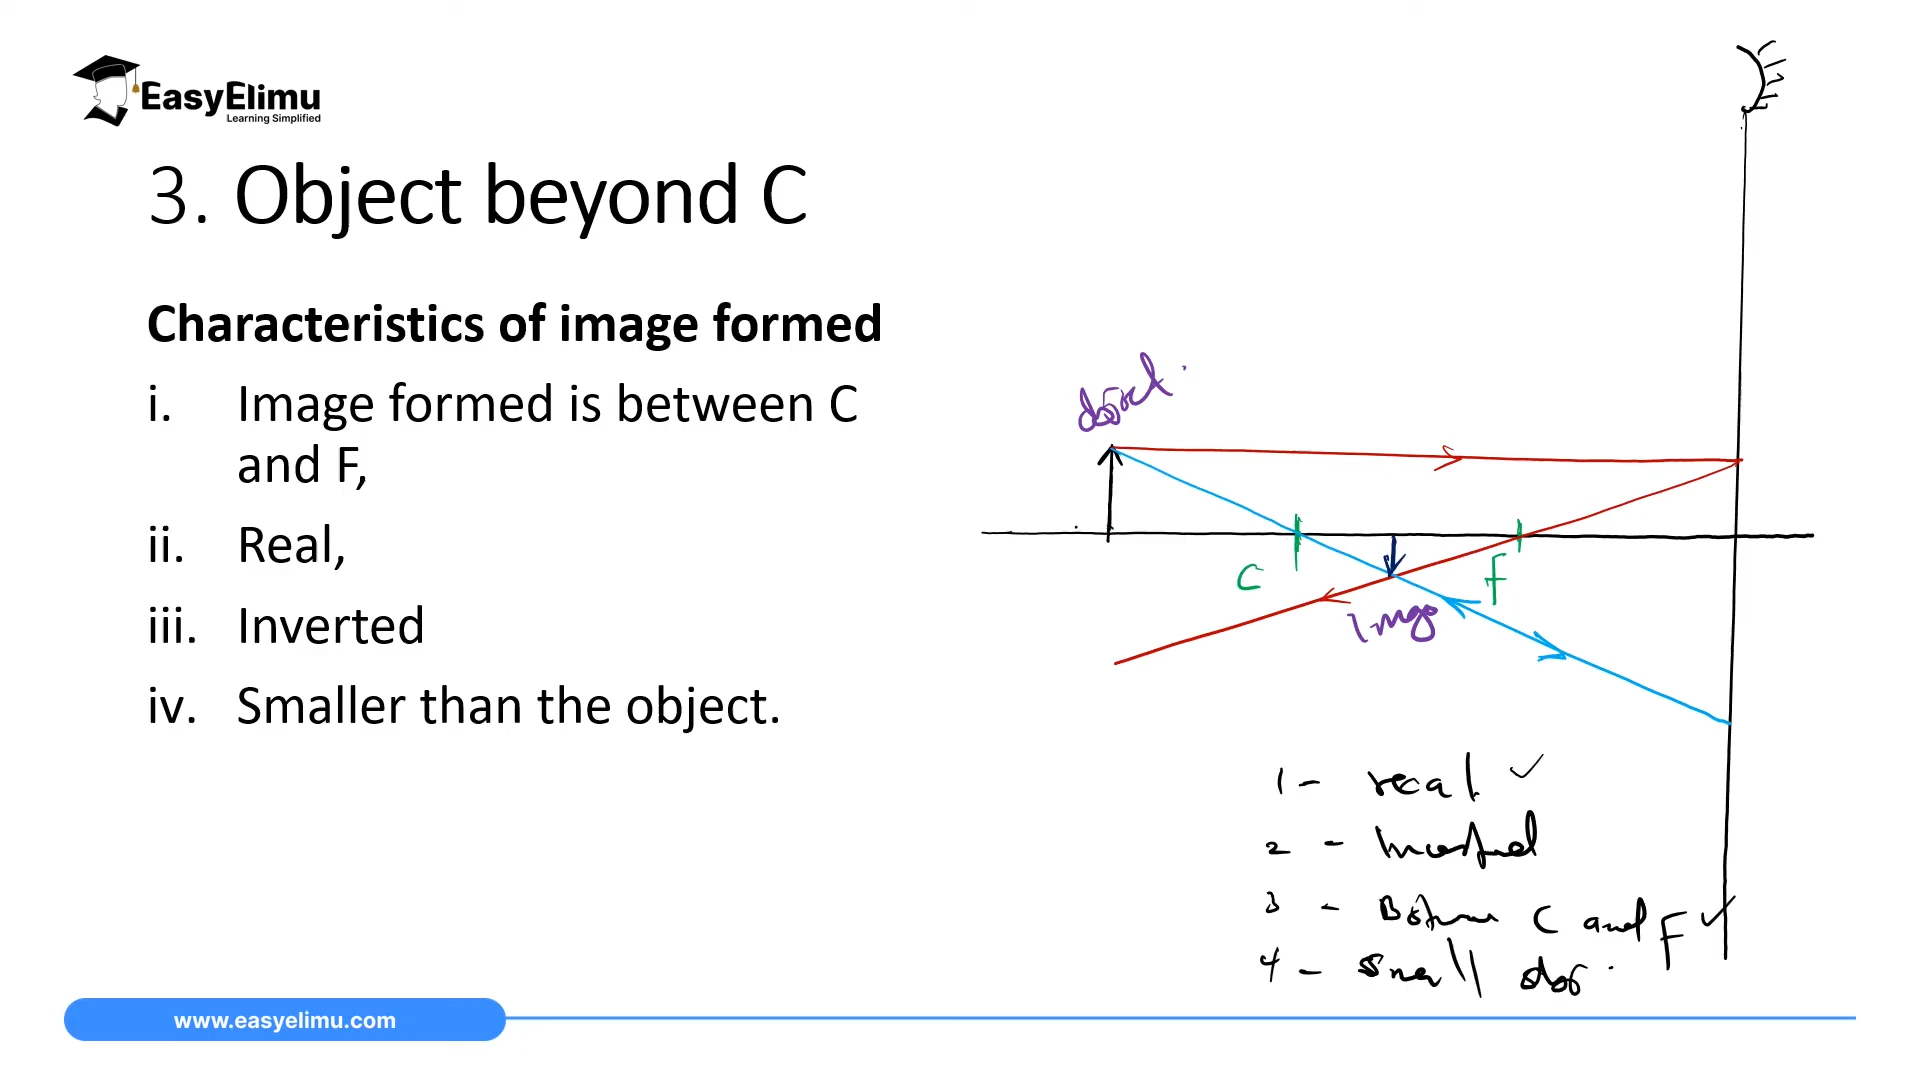 EasyElimu
Learning Simplified
3. Object beyond C
Characteristics of image formed
i. Image formed is between C
and F,
ii. Real,
iii. Inverted
iv. Smaller than the object.
C
F
1 - real ✓
2 -
3 - C and F ✓
4 - small
www.easyelimu.com